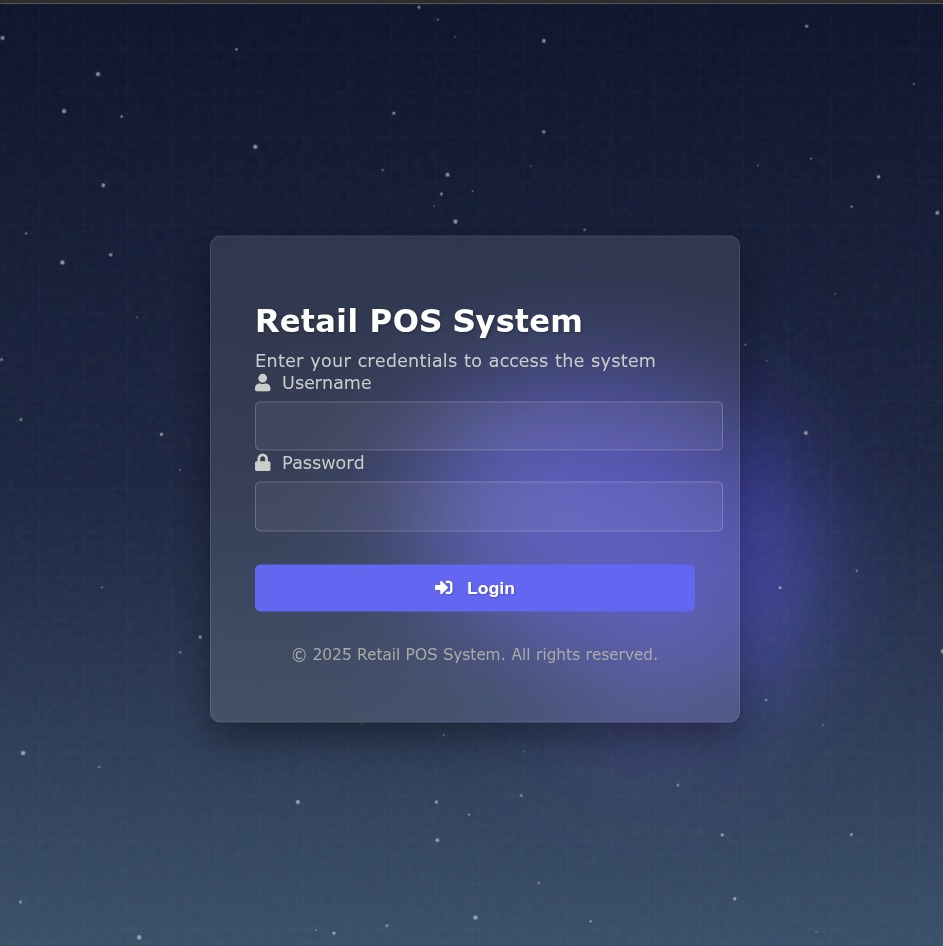 Retail POS System
Enter your credentials to access the system
Username
Password
Login
© 2025 Retail POS System. All rights reserved.